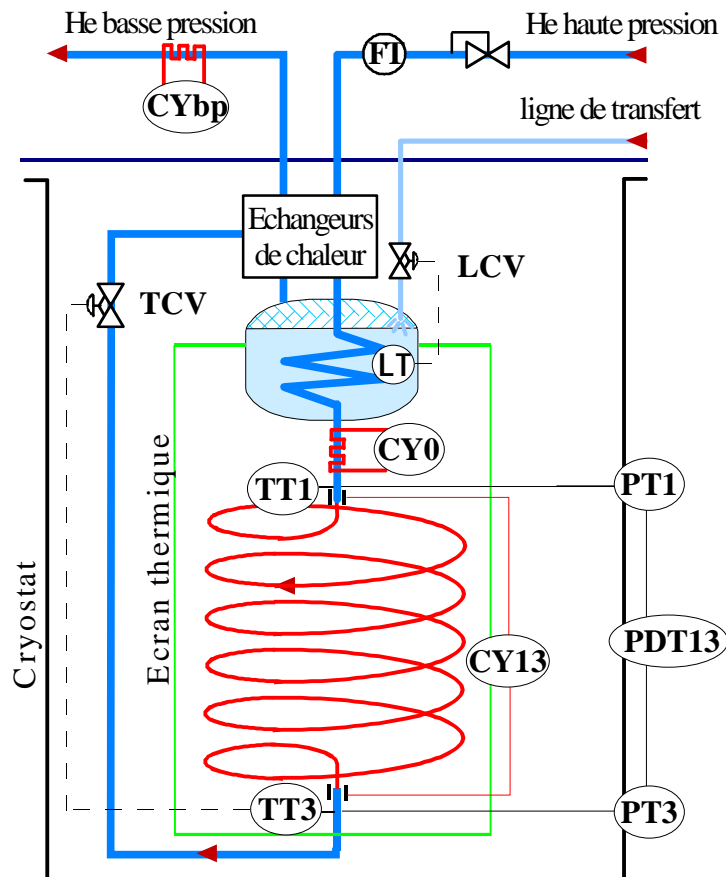 He basse pression
He haute pression
FI
CYbp
ligne de transfert
Echangeurs
de chaleur
LCV
TCV
LT
CY0
TT1
PT1
Ecran thermique
Cryostat
CY13
PDT13
TT3
PT3